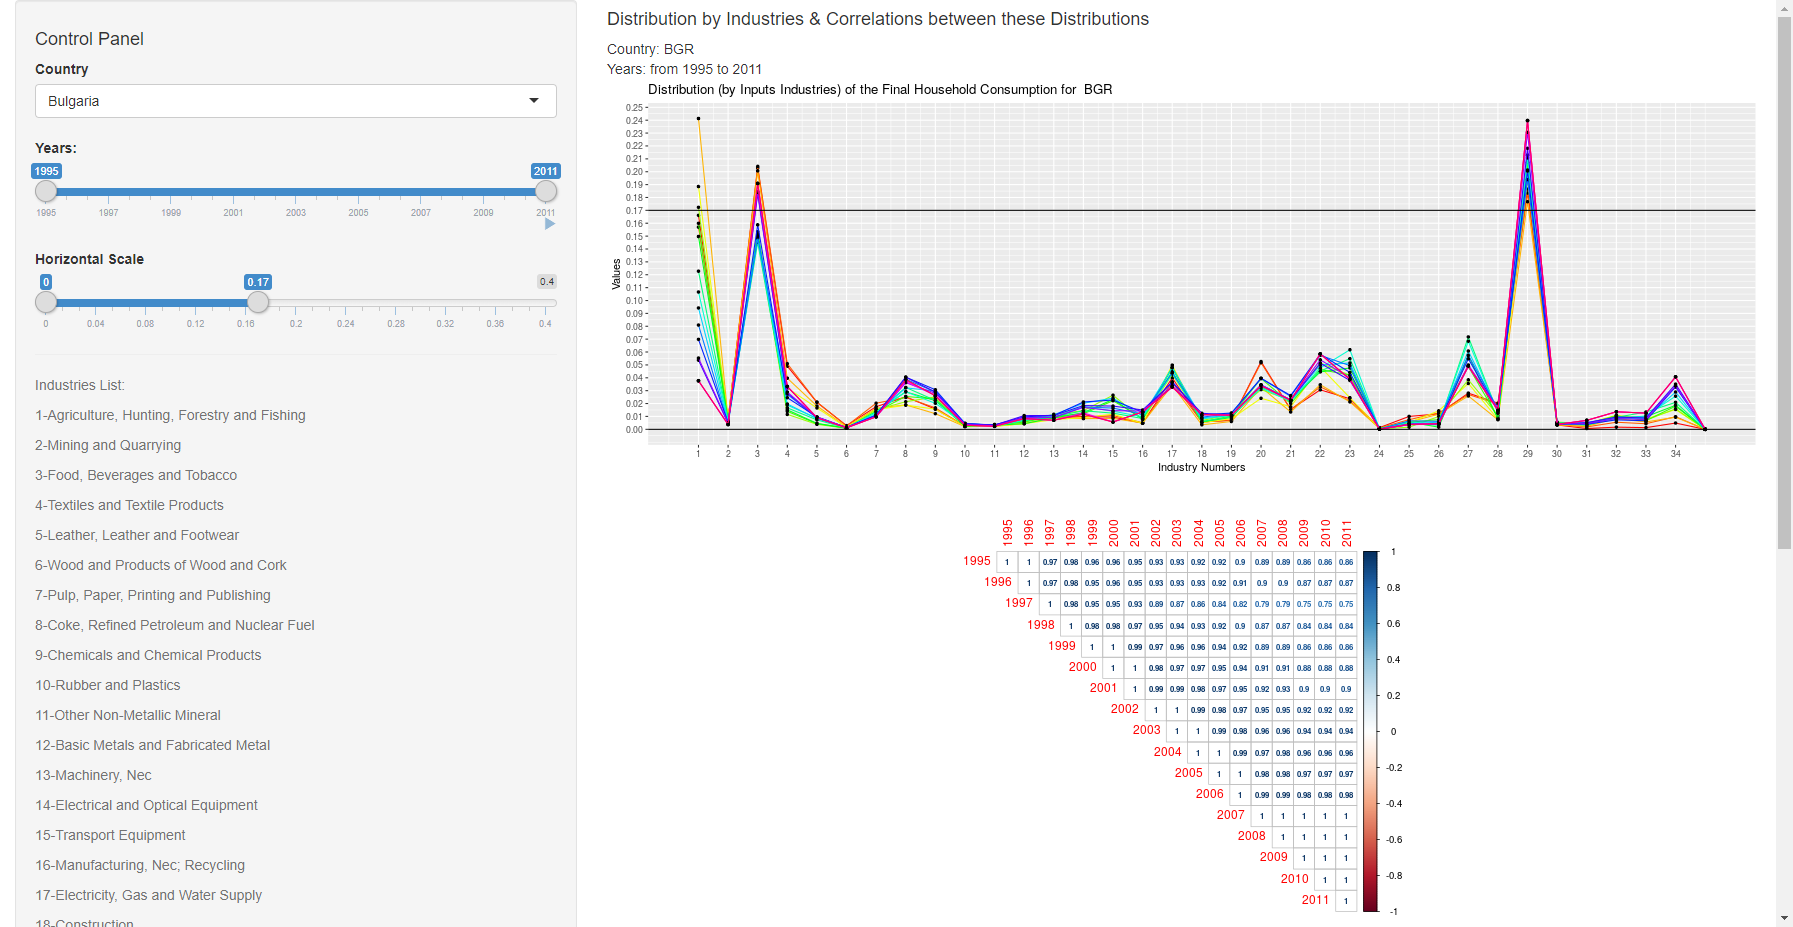 Control Panel
Country
Bulgaria
Years:
1995 2011
1995 1997 1999 2001 2003 2005 2007 2009 2011
Horizontal Scale
0 0.17 0.4
0 0.04 0.08 0.12 0.16 0.2 0.24 0.28 0.32 0.36 0.4
Industries List:
1-Agriculture, Hunting, Forestry and Fishing
2-Mining and Quarrying
3-Food, Beverages and Tobacco
4-Textiles and Textile Products
5-Leather, Leather and Footwear
6-Wood and Products of Wood and Cork
7-Pulp, Paper, Printing and Publishing
8-Coke, Refined Petroleum and Nuclear Fuel
9-Chemicals and Chemical Products
10-Rubber and Plastics
11-Other Non-Metallic Mineral
12-Basic Metals and Fabricated Metal
13-Machinery, Nec
14-Electrical and Optical Equipment
15-Transport Equipment
16-Manufacturing, Nec; Recycling
17-Electricity, Gas and Water Supply
18-Construction
Distribution by Industries & Correlations between these Distributions
Country: BGR
Years: from 1995 to 2011
Distribution (by Inputs Industries) of the Final Household Consumption for BGR
0.25
0.24
0.23
0.22
0.21
0.20
0.19
0.18
0.17
0.16
0.15
0.14
0.13
0.12
0.11
0.10
0.09
0.08
0.07
0.06
0.05
0.04
0.03
0.02
0.01
0.00
Values
1 2 3 4 5 6 7 8 9 10 11 12 13 14 15 16 17 18 19 20 21 22 23 24 25 26 27 28 29 30 31 32 33 34
Industry Numbers
1995 1996 1997 1998 1999 2000 2001 2002 2003 2004 2005 2006 2007 2008 2009 2010 2011
1995 1 1 0.97 0.98 0.96 0.96 0.95 0.93 0.93 0.92 0.92 0.9 0.89 0.89 0.86 0.86 0.86
1996 1 0.97 0.98 0.95 0.96 0.95 0.93 0.93 0.93 0.92 0.91 0.9 0.9 0.87 0.87 0.87
1997 1 0.98 0.95 0.95 0.93 0.89 0.87 0.86 0.84 0.82 0.79 0.79 0.75 0.75 0.75
1998 1 0.98 0.98 0.97 0.95 0.94 0.93 0.92 0.9 0.87 0.87 0.84 0.84 0.84
1999 1 1 0.99 0.97 0.96 0.96 0.94 0.92 0.89 0.89 0.86 0.86 0.86
2000 1 1 0.98 0.97 0.97 0.95 0.94 0.91 0.91 0.88 0.88 0.88
2001 1 0.99 0.99 0.98 0.97 0.95 0.92 0.93 0.9 0.9 0.9
2002 1 1 0.99 0.98 0.97 0.95 0.95 0.92 0.92 0.92
2003 1 1 0.99 0.98 0.96 0.96 0.94 0.94 0.94
2004 1 1 0.99 0.97 0.98 0.96 0.96 0.96
2005 1 1 0.98 0.98 0.97 0.97 0.97
2006 1 0.99 0.99 0.98 0.98 0.98
2007 1 1 1 1 1
2008 1 1 1 1
2009 1 1 1
2010 1 1
2011 1
1
0.8
0.6
0.4
0.2
0
-0.2
-0.4
-0.6
-0.8
-1